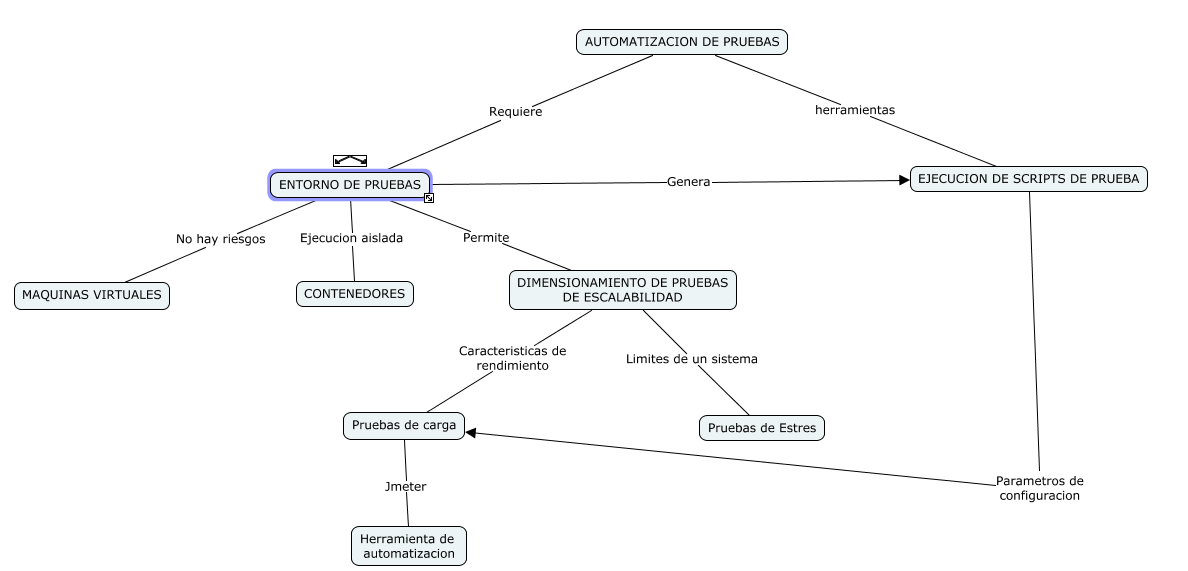 AUTOMATIZACION DE PRUEBAS
Requiere
herramientas
ENTORNO DE PRUEBAS
Genera
EJECUCION DE SCRIPTS DE PRUEBA
No hay riesgos
Ejecucion aislada
Permite
MAQUINAS VIRTUALES
CONTENEDORES
DIMENSIONAMIENTO DE PRUEBAS
DE ESCALABILIDAD
Caracteristicas de
rendimiento
Limites de un sistema
Pruebas de carga
Pruebas de Estres
Jmeter
Parametros de
configuracion
Herramienta de
automatizacion